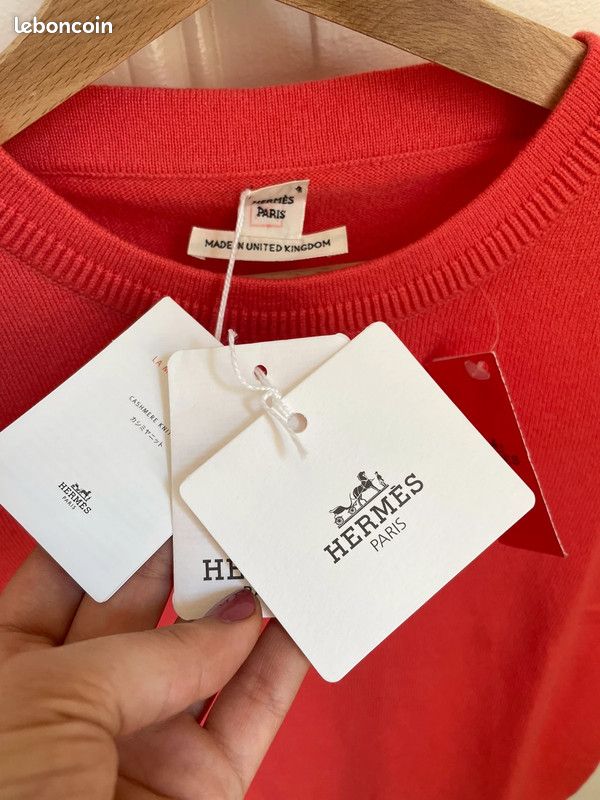 leboncoin
HERMÈS
PARIS
MADE IN UNITED KINGDOM
LA
CASHMERE KNIT
カシミヤニット
HERMÈS
PARIS
HERMÈS
PARIS